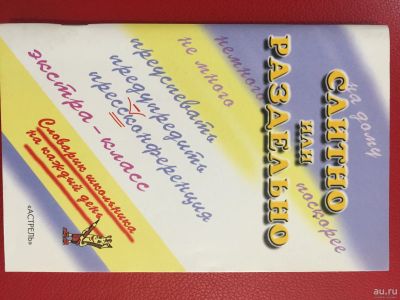 на дому
СЛИТНО
ИЛИ
РАЗДЕЛЬНО
поскорее
немного
не много
преуспевать
предупредить
пресс-конференция
экстра-класс
Словарик школьника
на каждый день
«АСТРЕЛЬ»
au.ru